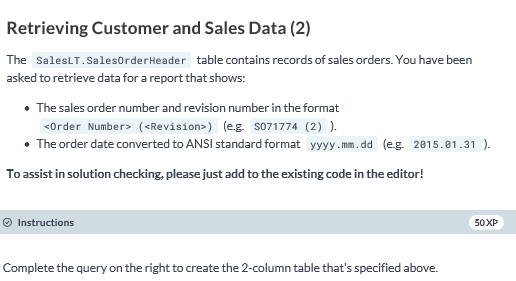 Retrieving Customer and Sales Data (2)
The SalesLT.SalesOrderHeader table contains records of sales orders. You have been
asked to retrieve data for a report that shows:
• The sales order number and revision number in the format
<Order Number> (<Revision>) (e.g. SO71774 (2) ).
• The order date converted to ANSI standard format yyyy.mm.dd (e.g. 2015.01.31 ).
To assist in solution checking, please just add to the existing code in the editor!
Instructions 50 XP
Complete the query on the right to create the 2-column table that's specified above.